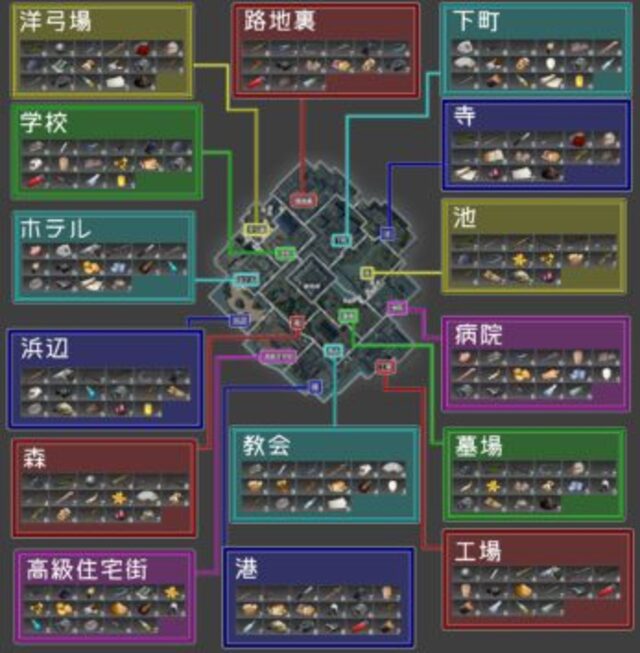 洋弓場
路地裏
下町
学校
寺
ホテル
池
浜辺
病院
森
教会
墓場
高級住宅街
港
工場